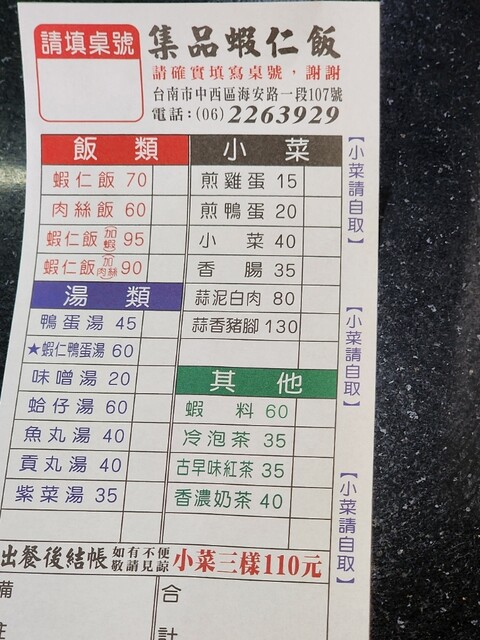 請填桌號
集品蝦仁飯
請確實填寫桌號，謝謝
台南市中西區海安路一段107號
電話：(06)2263929
飯類
蝦仁飯 70
肉絲飯 60
蝦仁飯(加蝦) 95
蝦仁飯(加肉絲) 90
湯類
鴨蛋湯 45
★蝦仁鴨蛋湯 60
味噌湯 20
蛤仔湯 60
魚丸湯 40
貢丸湯 40
紫菜湯 35
小菜
煎雞蛋 15
煎鴨蛋 20
小菜 40
香腸 35
蒜泥白肉 80
蒜香豬腳 130
其他
蝦料 60
冷泡茶 35
古早味紅茶 35
香濃奶茶 40
【小菜請自取】
【小菜請自取】
【小菜請自取】
出餐後結帳 如有不便敬請見諒 小菜三樣110元
備註
合計